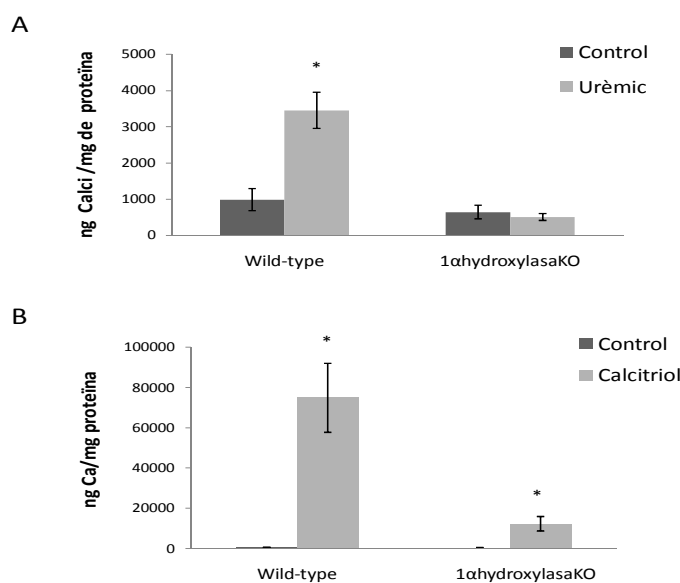 A
5000
4000
3000
2000
1000
0
ng Calci /mg de proteïna
*
Control
Urèmic
Wild-type
1αhydroxylasaKO
B
100000
80000
60000
40000
20000
0
ng Ca/mg proteïna
*
*
Control
Calcitriol
Wild-type
1αhydroxylasaKO